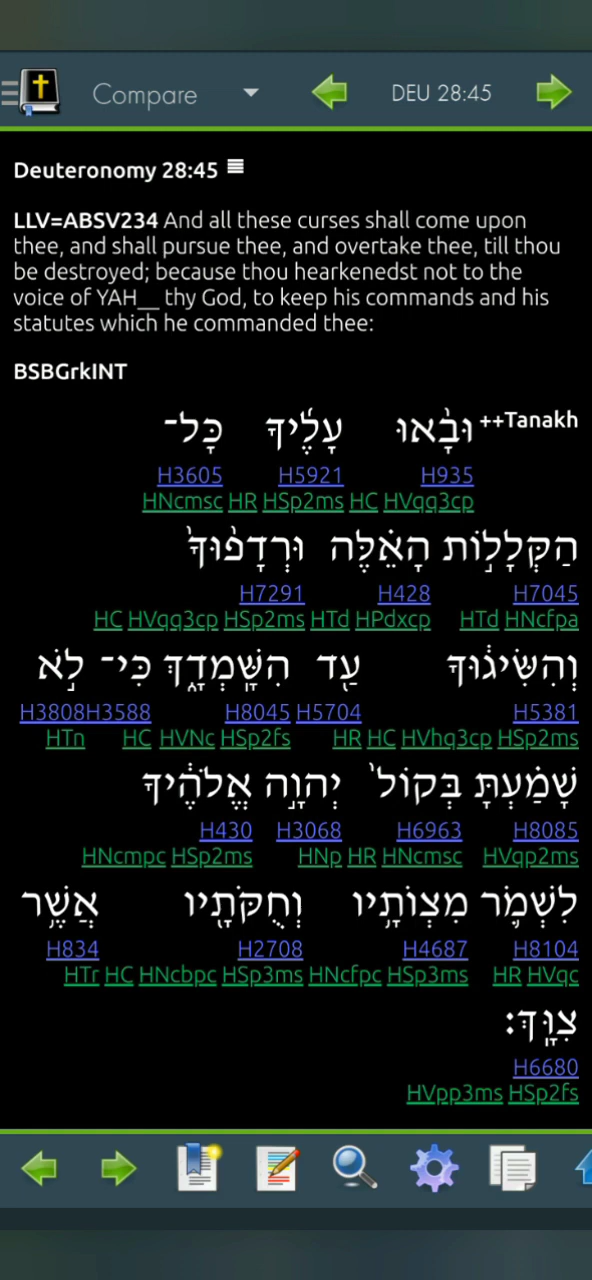 Compare DEU 28:45
Deuteronomy 28:45
LLV=ABSV234 And all these curses shall come upon
thee, and shall pursue thee, and overtake thee, till thou
be destroyed; because thou hearkenedst not to the
voice of YAH__ thy God, to keep his commands and his
statutes which he commanded thee:
BSBGrkINT
++Tanakh וּבָ֨אוּ עָלֶ֜יךָ כָּל־
H3605 H5921 H935
HNcmsc HR HSp2ms HC HVqq3cp
הַקְּלָל֣וֹת הָאֵ֗לֶּה וּרְדָפ֙וּךָ֙
H7291 H428 H7045
HC HVqq3cp HSp2ms HTd HPdxcp HTd HNcfpa
וְהִשִּׂיג֔וּךָ עַ֖ד הִשָּֽׁמְדָ֑ךְ כִּי־ לֹ֣א
H3808H3588 H8045 H5704 H5381
HTn HC HVNc HSp2fs HR HC HVhq3cp HSp2ms
שָׁמַ֗עְתָּ בְּקוֹל֙ יְהוָ֣ה אֱלֹהֶ֔יךָ
H430 H3068 H6963 H8085
HNcmpc HSp2ms HNp HR HNcmsc HVqp2ms
לִשְׁמֹ֛ר מִצְוֺתָ֥יו וְחֻקֹּתָ֖יו אֲשֶׁ֥ר
H834 H2708 H4687 H8104
HTr HC HNcbpc HSp3ms HNcfpc HSp3ms HR HVqc
צִוָּֽךְ׃
H6680
HVpp3ms HSp2fs